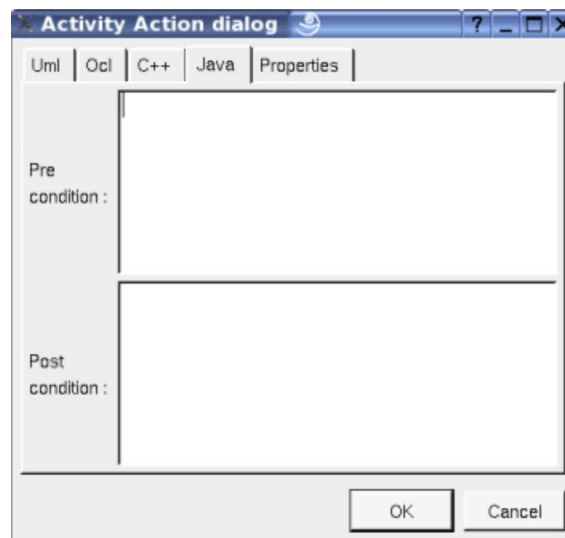 Activity Action dialog
Uml Ocl C++ Java Properties
Pre
condition :
Post
condition :
OK Cancel